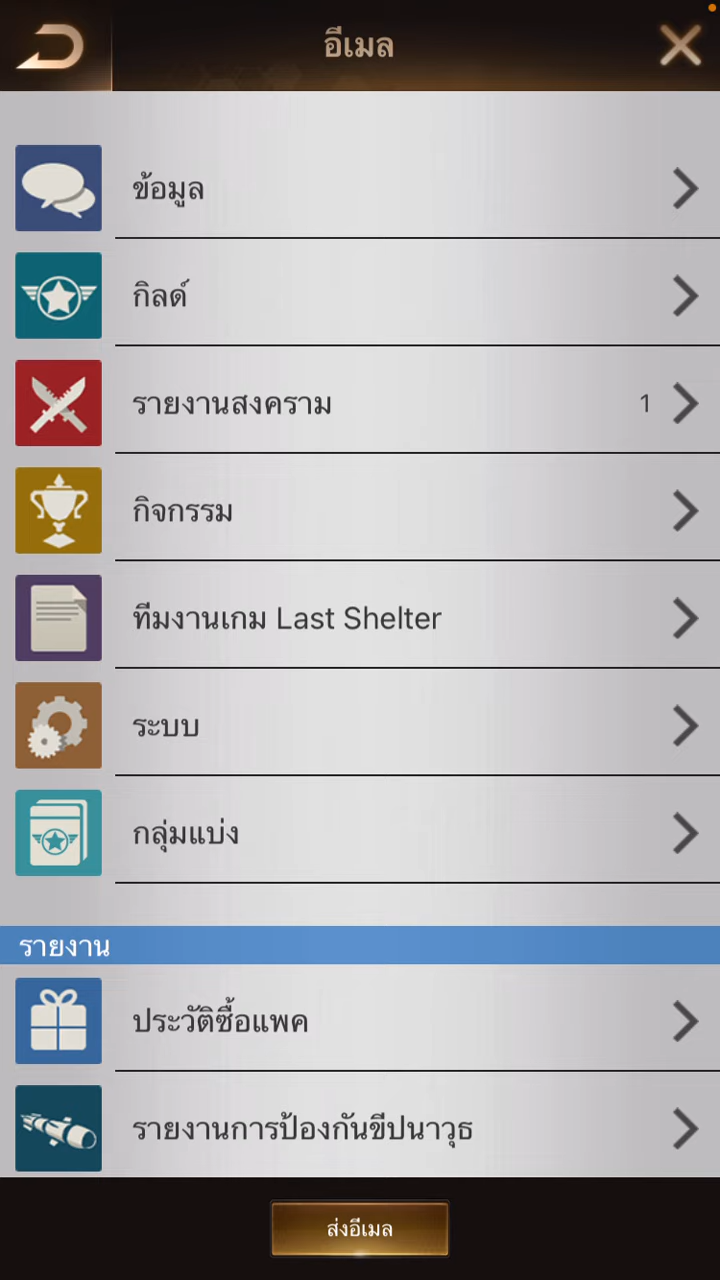 อีเมล
ข้อมูล
กิลด์
รายงานสงคราม 1
กิจกรรม
ทีมงานเกม Last Shelter
ระบบ
กลุ่มแบ่ง
รายงาน
ประวัติซื้อแพค
รายงานการป้องกันขีปนาวุธ
ส่งอีเมล